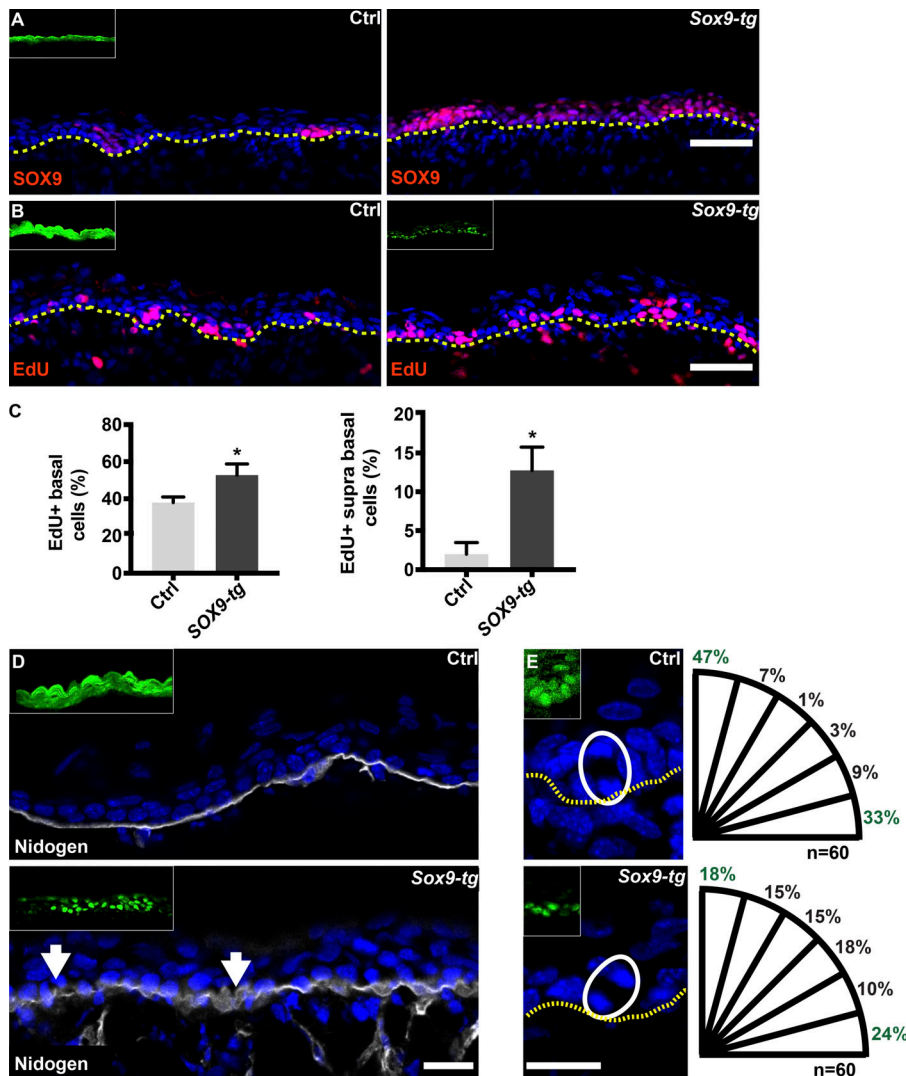 A
Ctrl
Sox9-tg
SOX9
SOX9
B
Ctrl
Sox9-tg
EdU
EdU
C
EdU+ basal
cells (%)
80
60
40
20
0
*
Ctrl
SOX9-tg
EdU+ supra basal
cells (%)
20
15
10
5
0
*
Ctrl
SOX9-tg
D
Ctrl
Nidogen
Sox9-tg
Nidogen
E
Ctrl
47%
7%
1%
3%
9%
33%
n=60
Sox9-tg
18%
15%
15%
18%
10%
24%
n=60